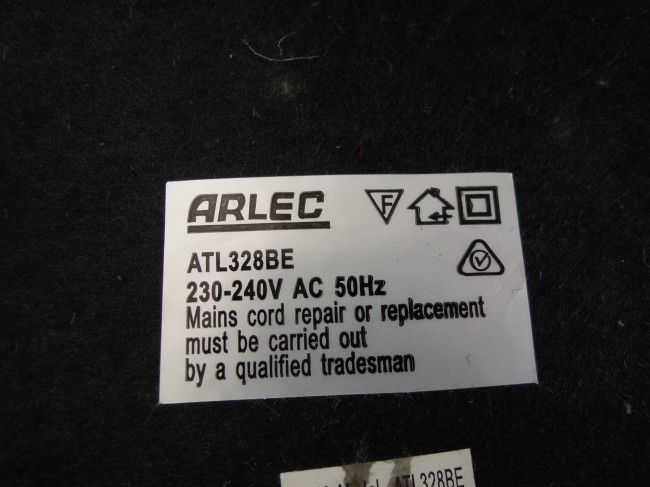 ARLEC
F
ATL328BE
230-240V AC 50Hz
Mains cord repair or replacement
must be carried out
by a qualified tradesman
Model ATL328BE